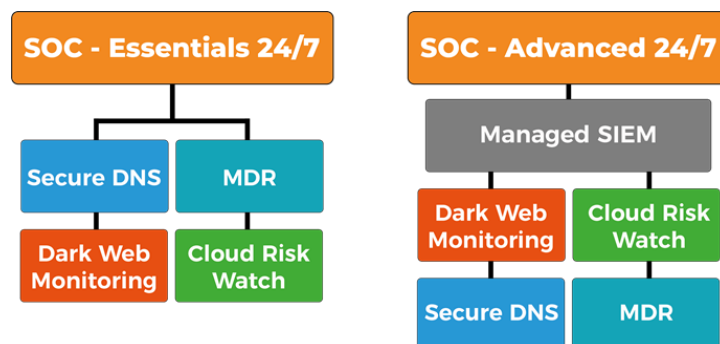 SOC - Essentials 24/7
Secure DNS
MDR
Dark Web
Monitoring
Cloud Risk
Watch
SOC - Advanced 24/7
Managed SIEM
Dark Web
Monitoring
Cloud Risk
Watch
Secure DNS
MDR